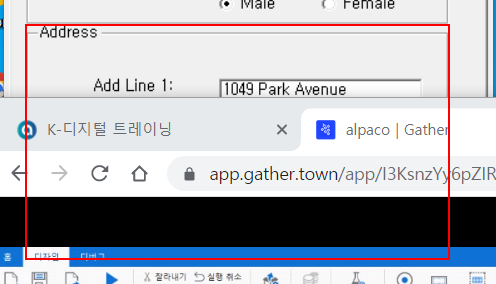 Male Female
Address
Add Line 1: 1049 Park Avenue
K-디지털 트레이닝 alpaco | Gather
app.gather.town/app/I3KsnzYy6pZIR
홈 디자인 디버그
잘라내기 실행 취소